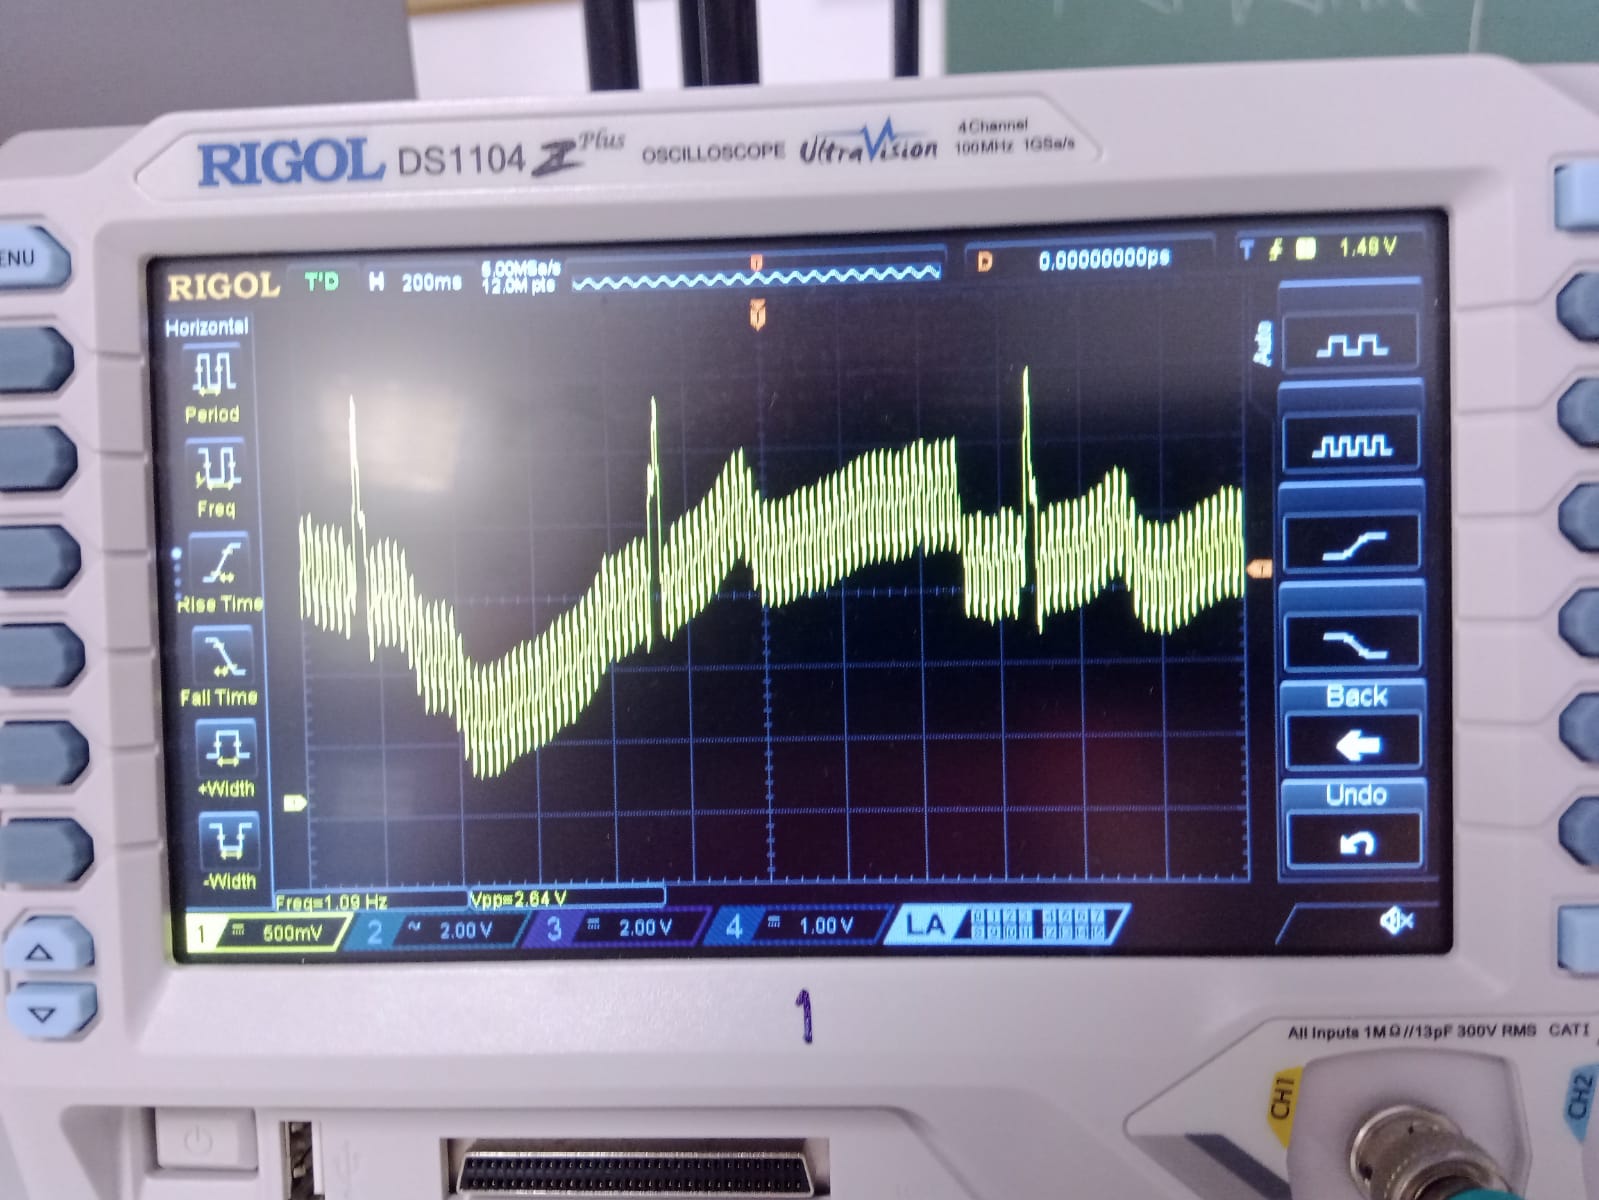 RIGOL DS1104 Z Plus OSCILLOSCOPE UltraVision 4 Channel 100MHz 1GSa/s
ENU
RIGOL T'D H 200ms 6.00MSa/s 12.0M pts D 0.00000000ps T 1.48 V
Horizontal
Auto
Period
Freq
Rise Time
Fall Time
+Width
-Width
Back
Undo
Freq=1.09 Hz Vpp=2.64 V
1 500mV 2 ~ 2.00 V 3 2.00 V 4 1.00 V LA
1
All Inputs 1MΩ//13pF 300V RMS CATI
CH1
CH2